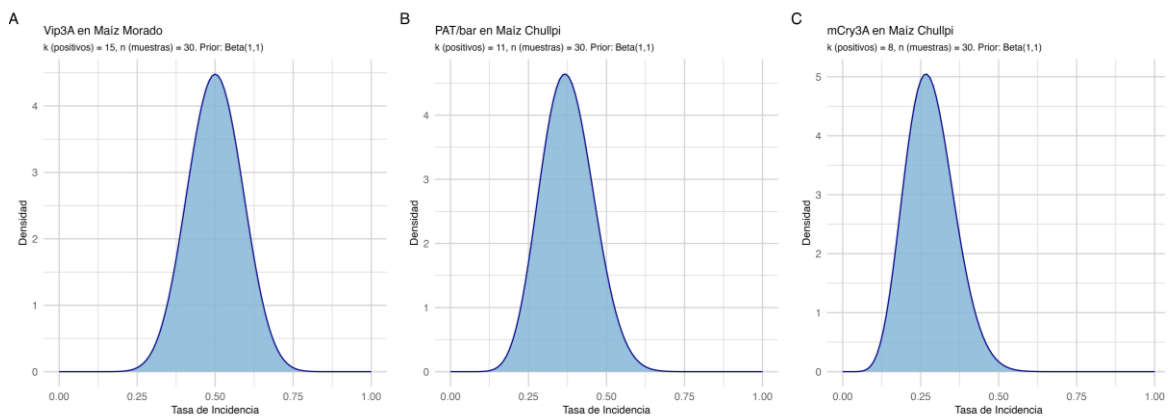 A
Vip3A en Maíz Morado
k (positivos) = 15, n (muestras) = 30. Prior: Beta(1,1)
4
3
2
1
0
Densidad
0.00 0.25 0.50 0.75 1.00
Tasa de Incidencia
B
PAT/bar en Maíz Chullpi
k (positivos) = 11, n (muestras) = 30. Prior: Beta(1,1)
4
3
2
1
0
Densidad
0.00 0.25 0.50 0.75 1.00
Tasa de Incidencia
C
mCry3A en Maíz Chullpi
k (positivos) = 8, n (muestras) = 30. Prior: Beta(1,1)
5
4
3
2
1
0
Densidad
0.00 0.25 0.50 0.75 1.00
Tasa de Incidencia